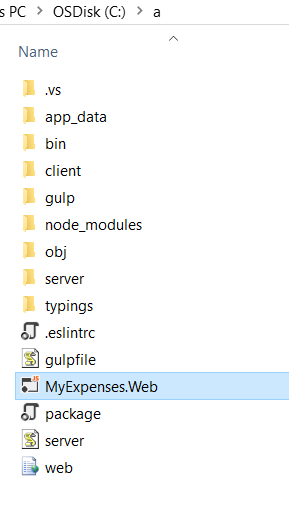 s PC > OSDisk (C:) > a
Name
.vs
app_data
bin
client
gulp
node_modules
obj
server
typings
.eslintrc
gulpfile
MyExpenses.Web
package
server
web